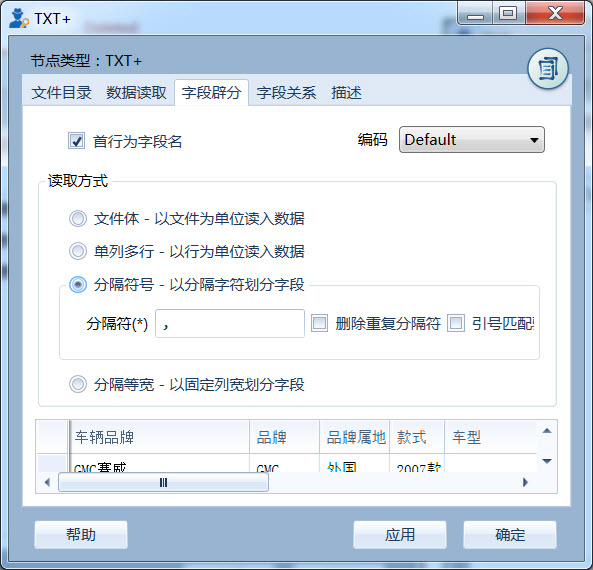 TXT+
节点类型：TXT+
文件目录 数据读取 字段辟分 字段关系 描述
首行为字段名 编码 Default
读取方式
文件体 - 以文件为单位读入数据
单列多行 - 以行为单位读入数据
分隔符号 - 以分隔字符划分字段
分隔符(*) , 删除重复分隔符 引号匹配
分隔等宽 - 以固定列宽划分字段
车辆品牌 品牌 品牌属地 款式 车型
GMC赛威 GMC 外国 2007款
帮助 应用 确定